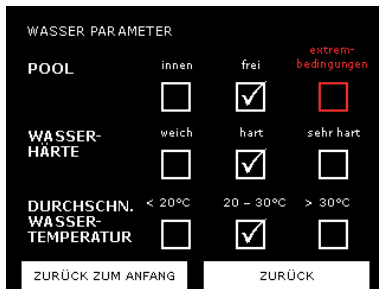 WASSER PARAMETER
POOL
innen
frei
extrem-
bedingungen
WASSER-
HÄRTE
weich
hart
sehr hart
DURCHSCHN.
WASSER-
TEMPERATUR
< 20°C
20 – 30°C
> 30°C
ZURÜCK ZUM ANFANG
ZURÜCK